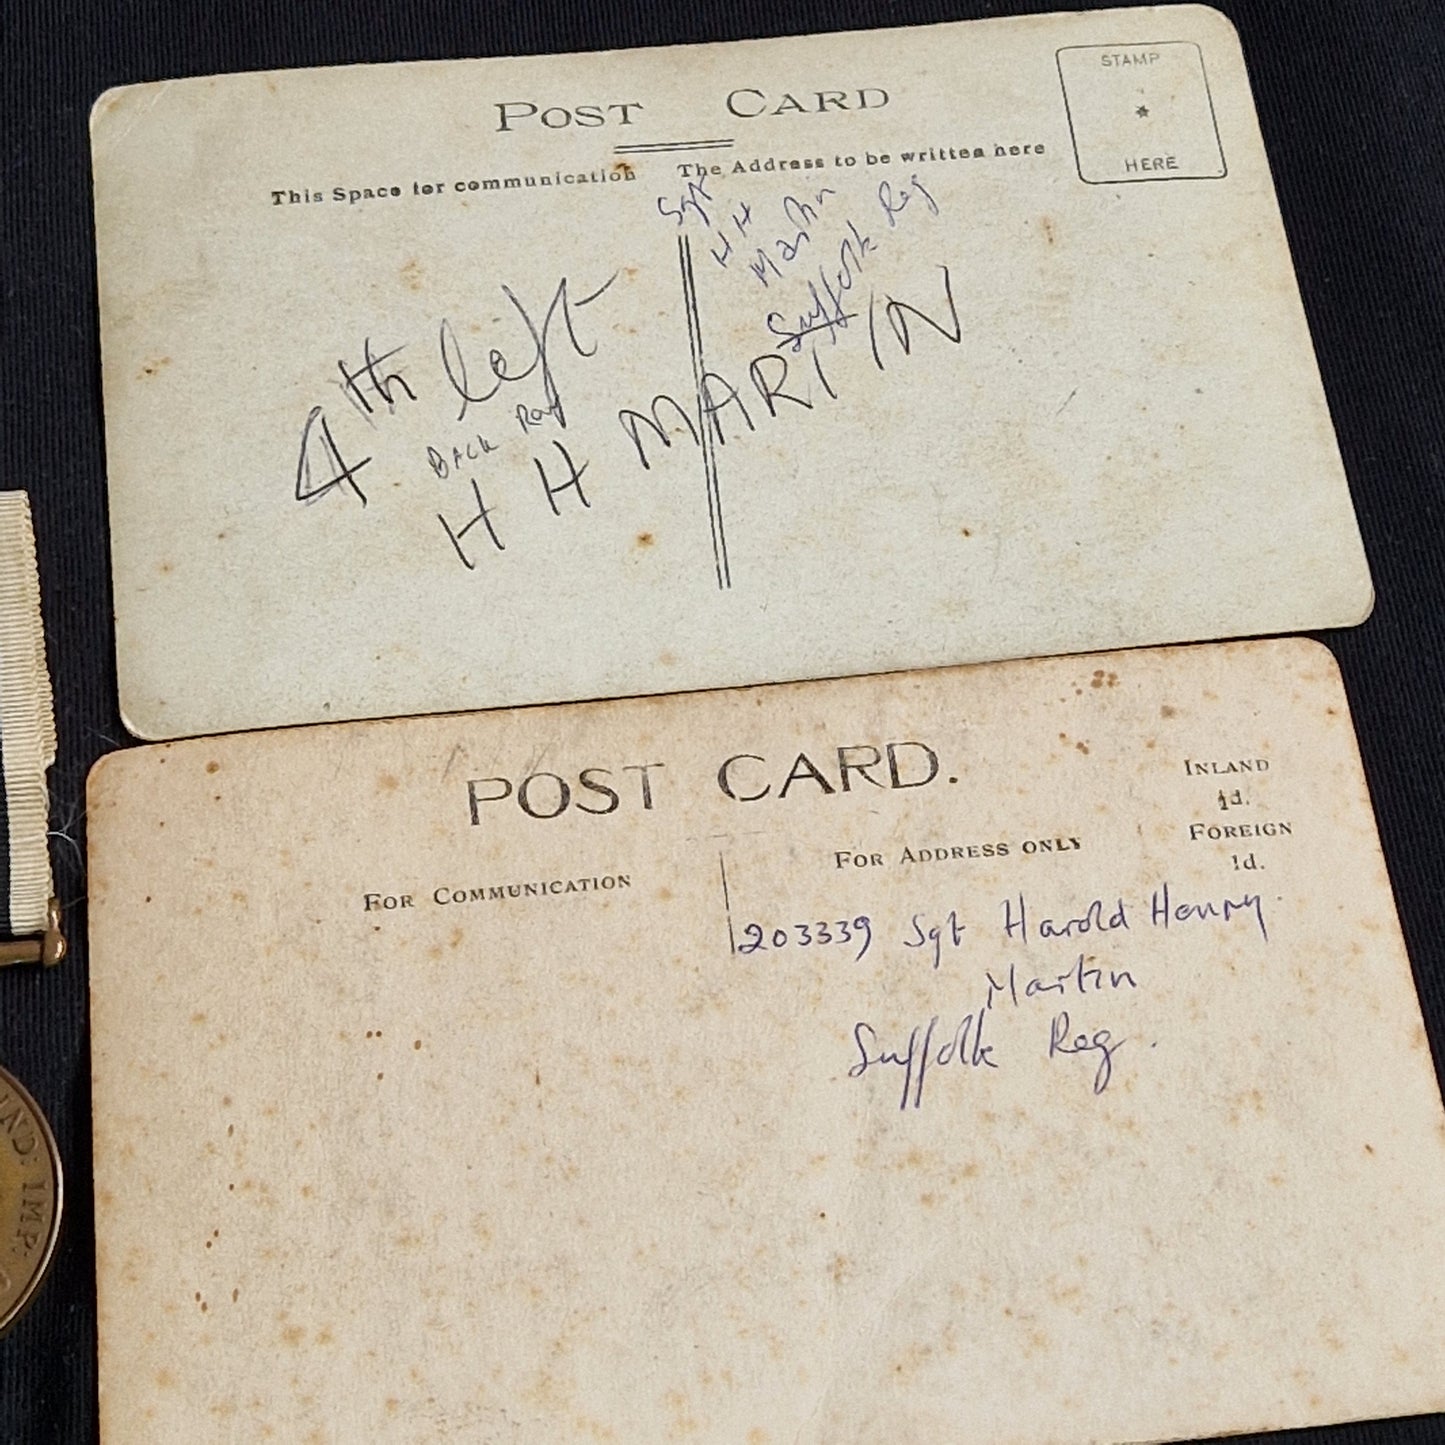 POST CARD
STAMP
HERE
This Space for communication
The Address to be written here
Sgt
H H
Martin
Suffolk Reg
4th left
Back Row
H H MARTIN
POST CARD.
INLAND
½d.
FOREIGN
1d.
FOR COMMUNICATION
FOR ADDRESS ONLY
203339 Sgt Harold Henry
Martin
Suffolk Reg.
IND: IMP: